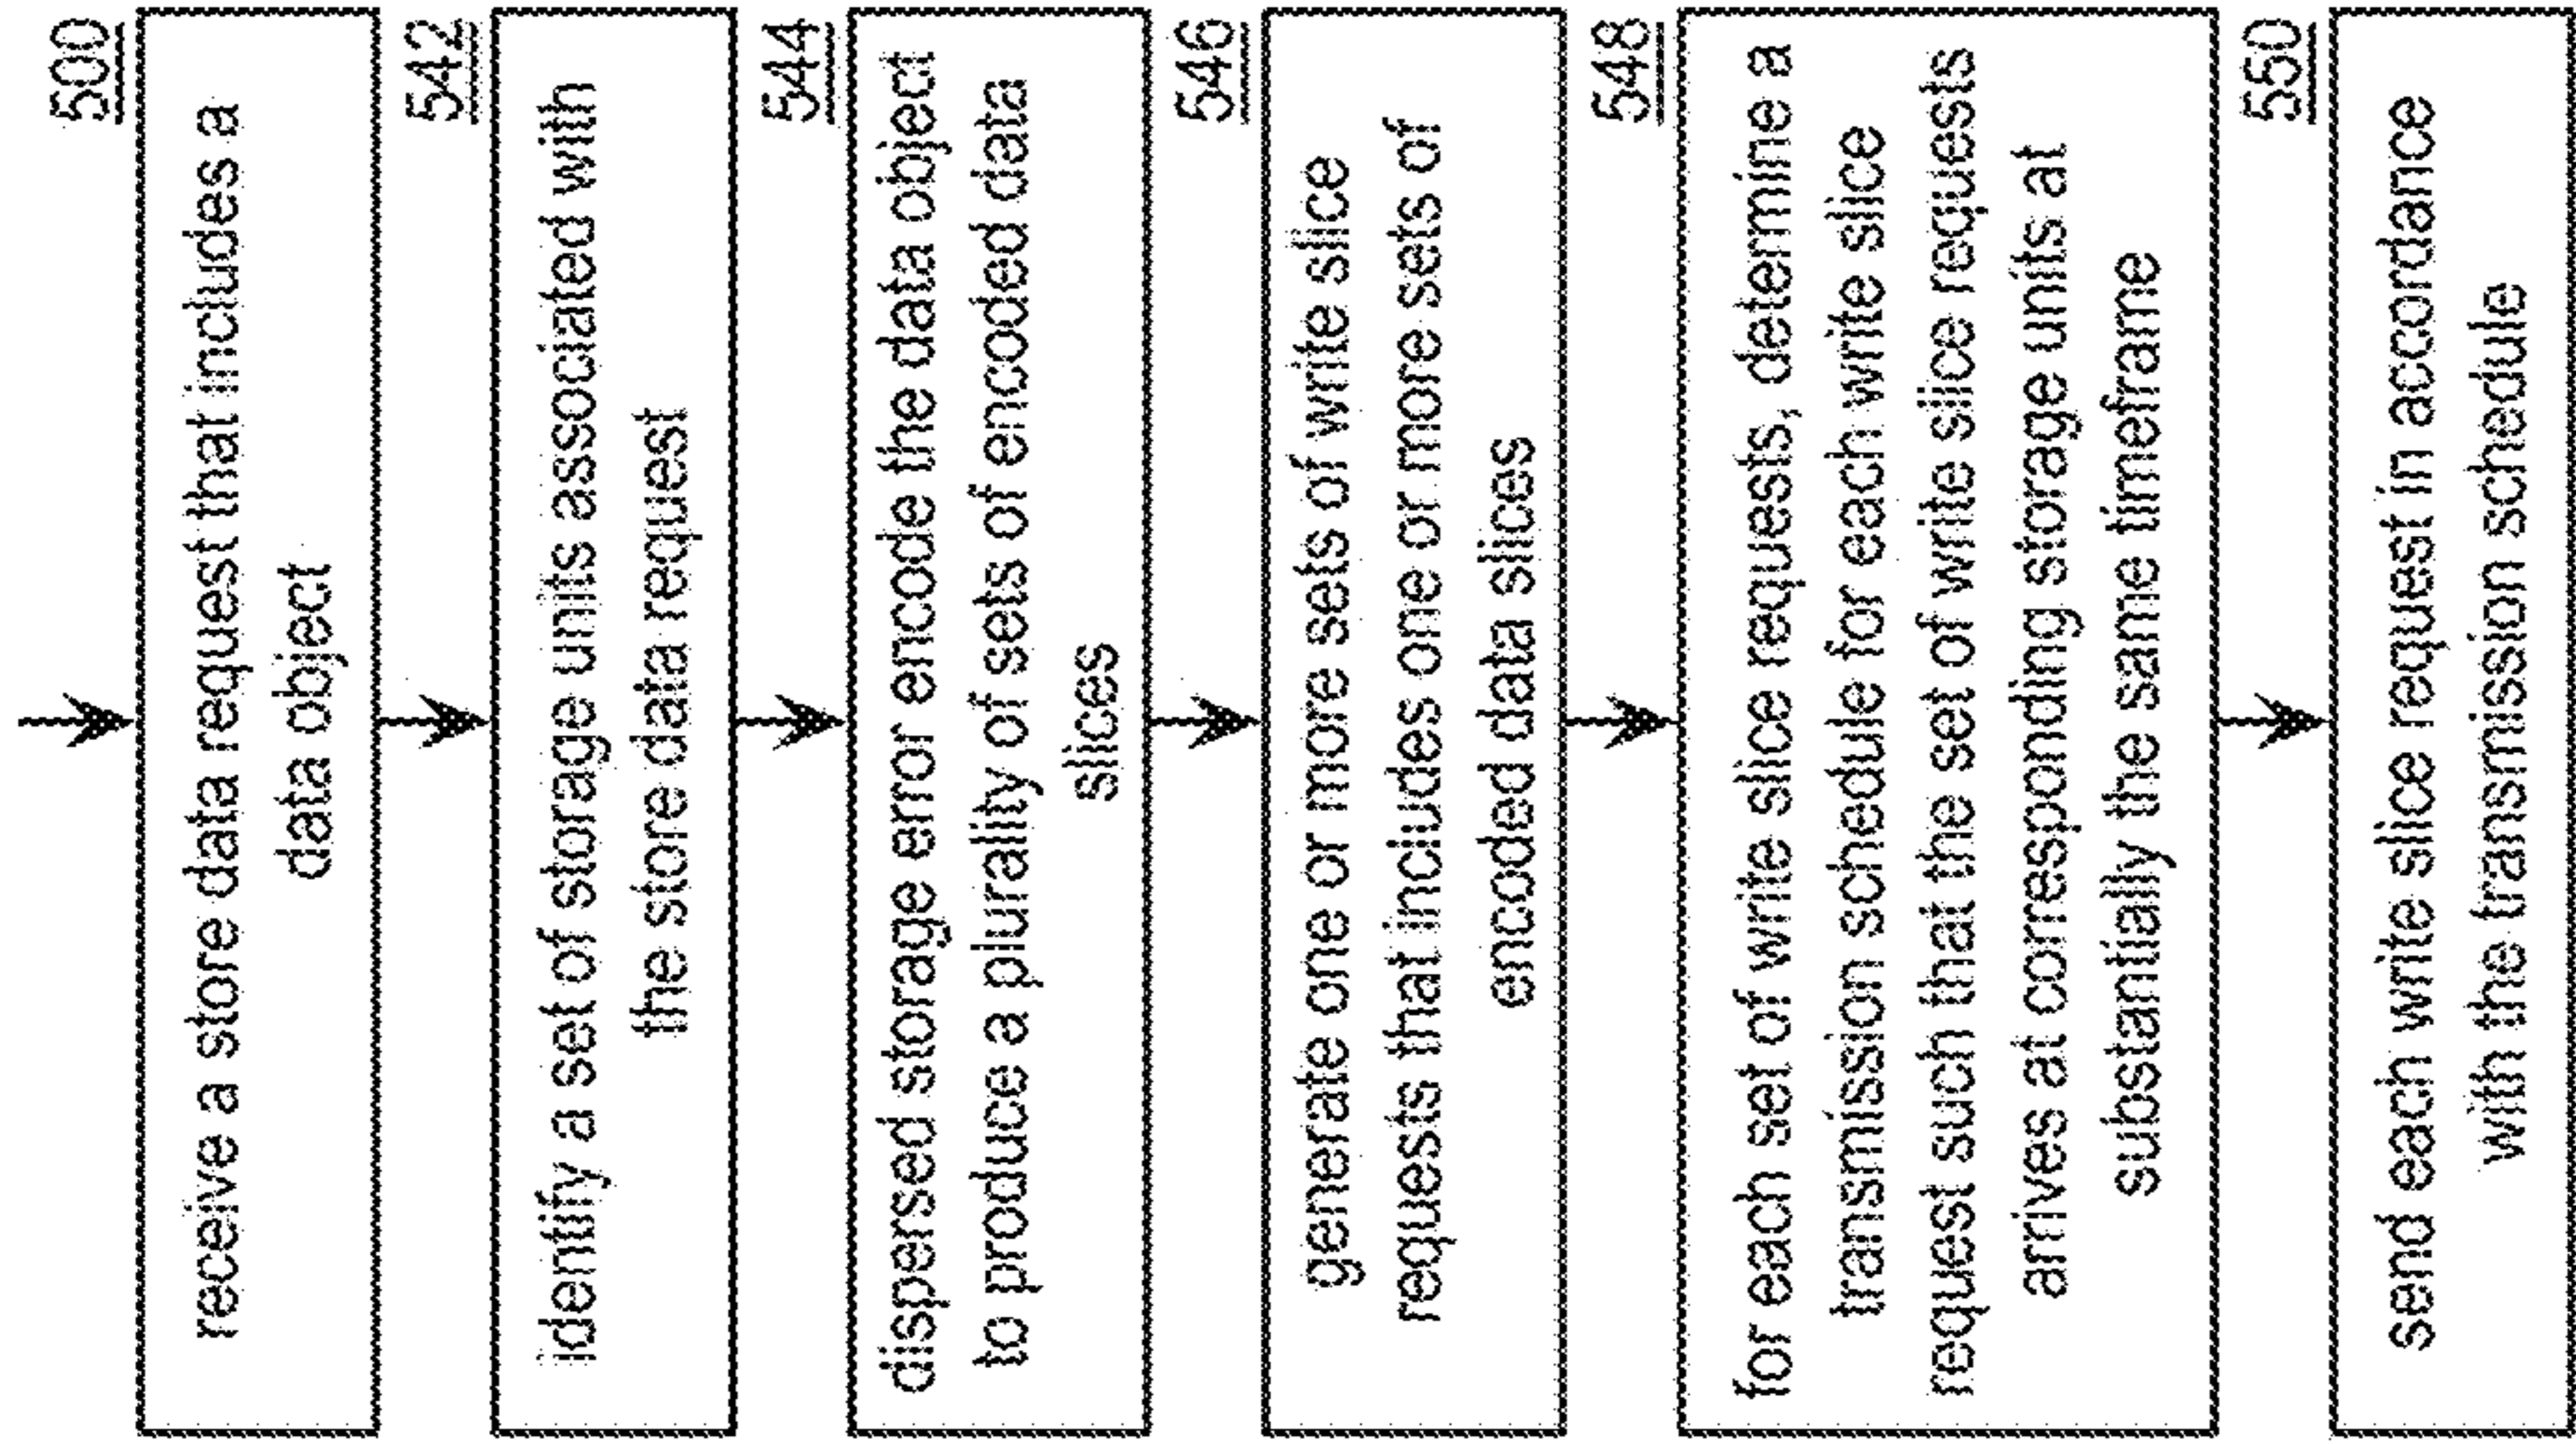 500
receive a store data request that includes a
data object
542
identify a set of storage units associated with
the store data request
544
dispersed storage error encode the data object
to produce a plurality of sets of encoded data
slices
546
generate one or more sets of write slice
requests that includes one or more sets of
encoded data slices
548
for each set of write slice requests, determine a
transmission schedule for each write slice
request such that the set of write slice requests
arrives at corresponding storage units at
substantially the sane timeframe
550
send each write slice request in accordance
with the transmission schedule